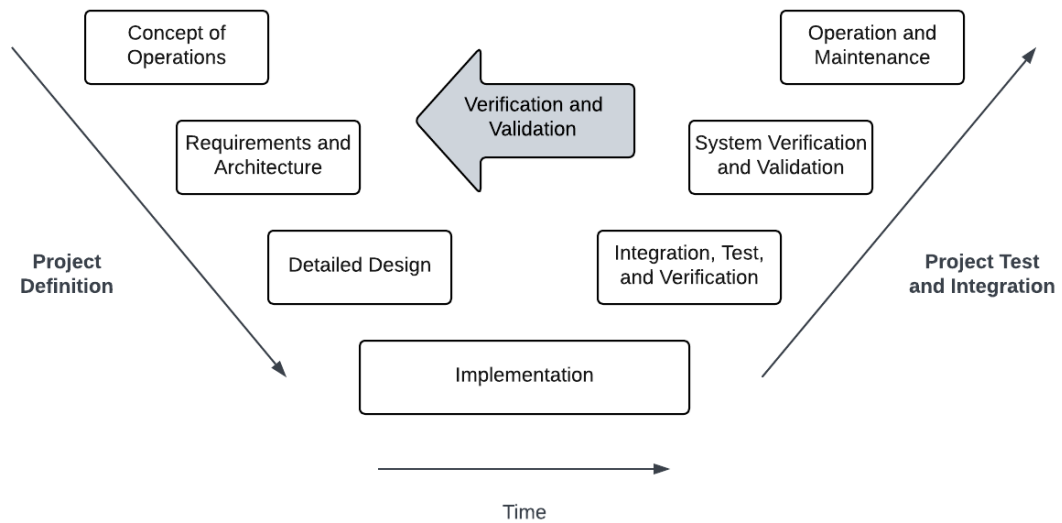 Concept of
Operations
Operation and
Maintenance
Verification and
Validation
Requirements and
Architecture
System Verification
and Validation
Project
Definition
Detailed Design
Integration, Test,
and Verification
Project Test
and Integration
Implementation
Time